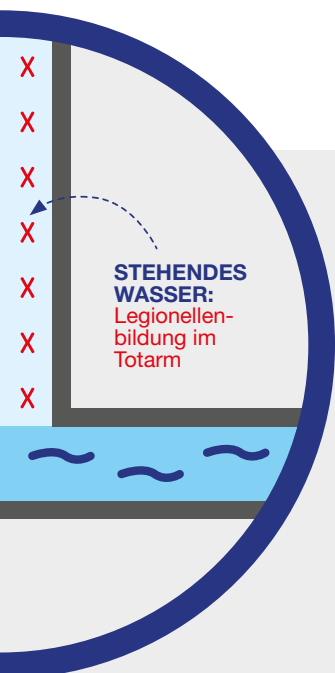 STEHENDES
WASSER:
Legionellen-
bildung im
Totarm